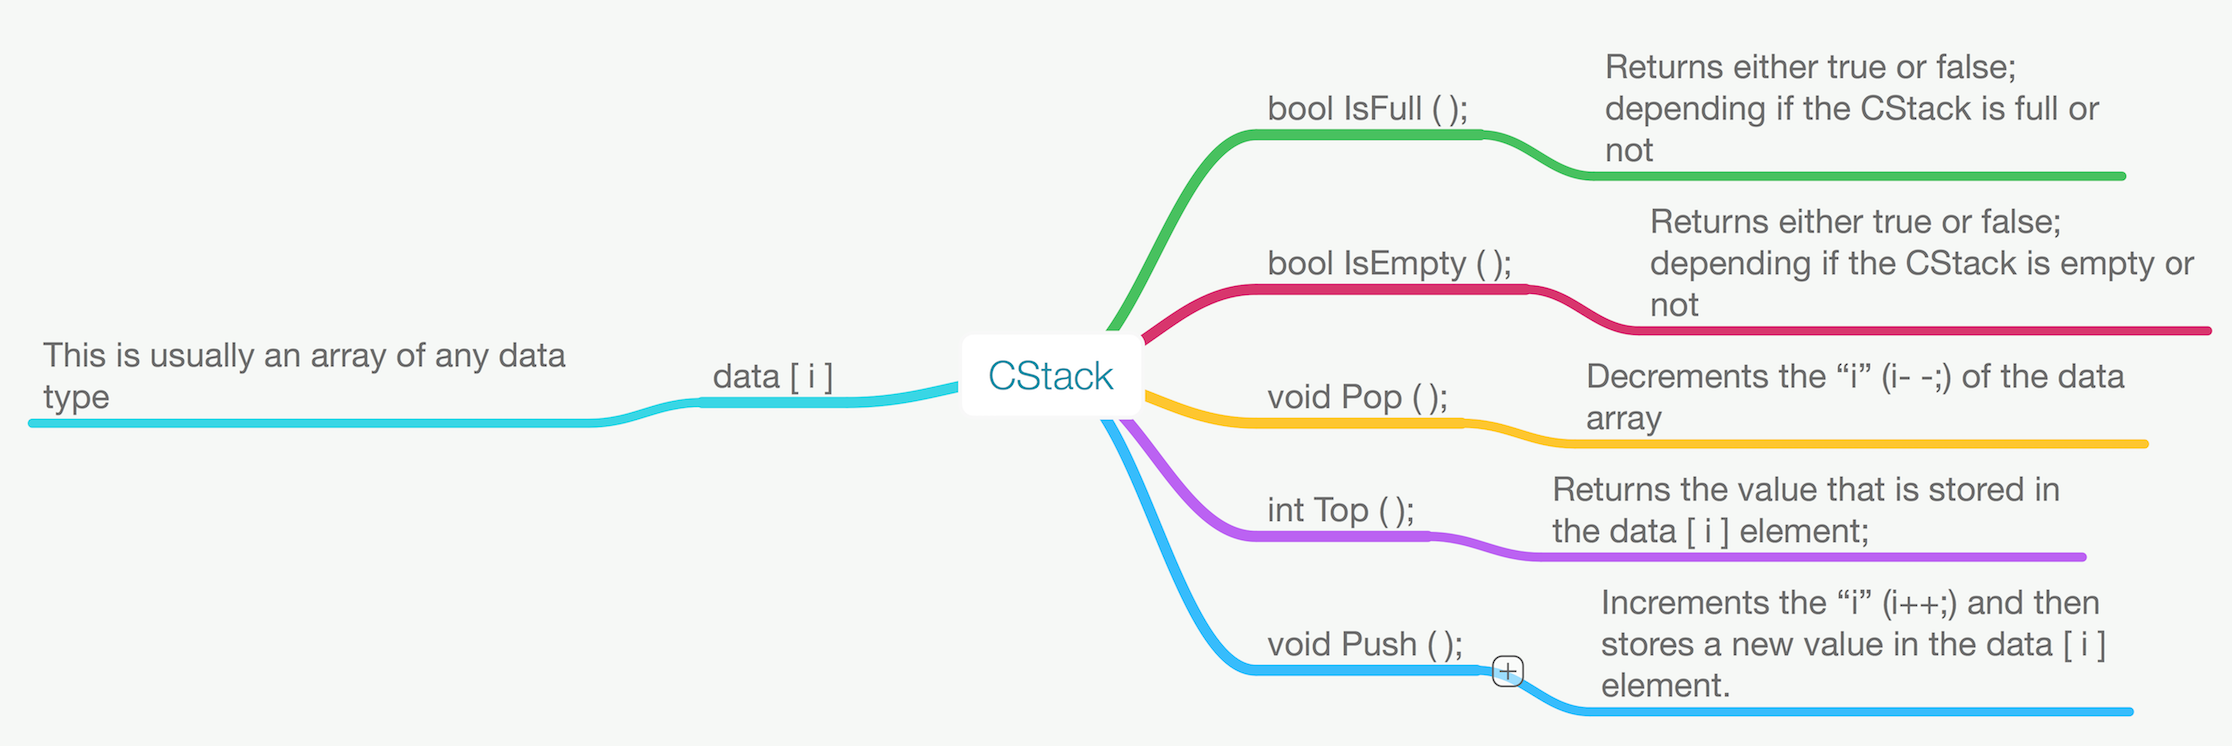 This is usually an array of any data
type
data [ i ]
CStack
bool IsFull ( );
Returns either true or false;
depending if the CStack is full or
not
bool IsEmpty ( );
Returns either true or false;
depending if the CStack is empty or
not
void Pop ( );
Decrements the “i” (i- -;) of the data
array
int Top ( );
Returns the value that is stored in
the data [ i ] element;
void Push ( );
Increments the “i” (i++;) and then
stores a new value in the data [ i ]
element.